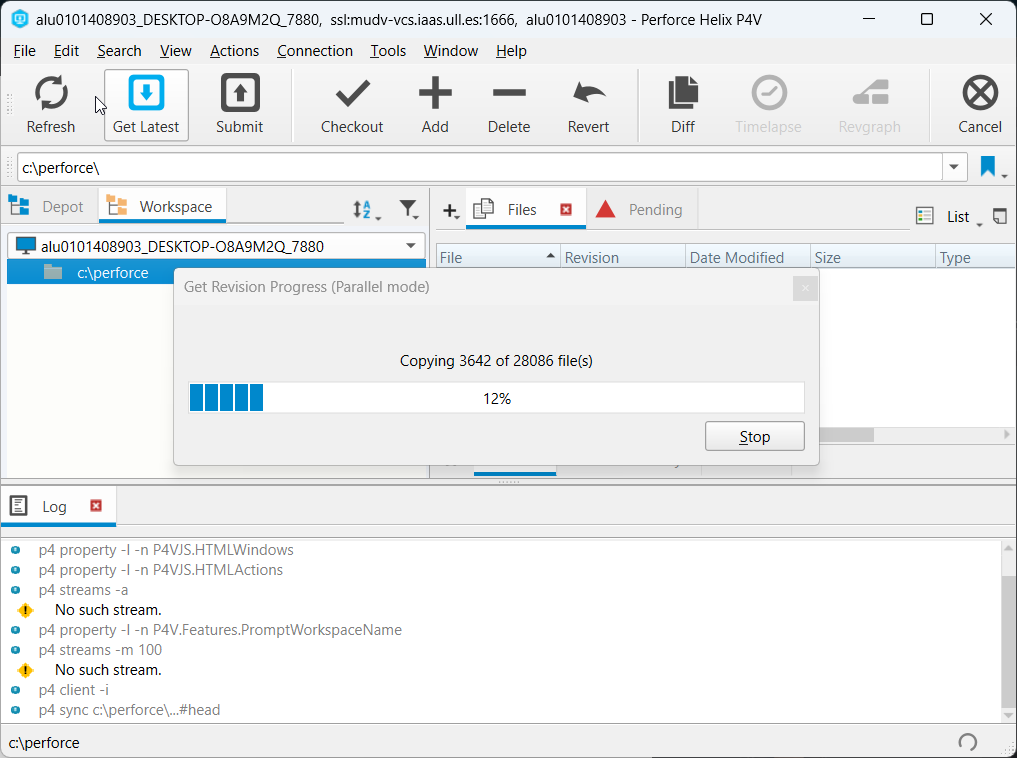 alu0101408903_DESKTOP-O8A9M2Q_7880, ssl:mudv-vcs.iaas.ull.es:1666, alu0101408903 - Perforce Helix P4V
File Edit Search View Actions Connection Tools Window Help
Refresh Get Latest Submit Checkout Add Delete Revert Diff Timelapse Revgraph Cancel
c:\perforce\
Depot Workspace Files Pending List
alu0101408903_DESKTOP-O8A9M2Q_7880
File Revision Date Modified Size Type
c:\perforce
Get Revision Progress (Parallel mode)
Copying 3642 of 28086 file(s)
12%
Stop
Log
p4 property -l -n P4VJS.HTMLWindows
p4 property -l -n P4VJS.HTMLActions
p4 streams -a
No such stream.
p4 property -l -n P4V.Features.PromptWorkspaceName
p4 streams -m 100
No such stream.
p4 client -i
p4 sync c:\perforce\...#head
c:\perforce